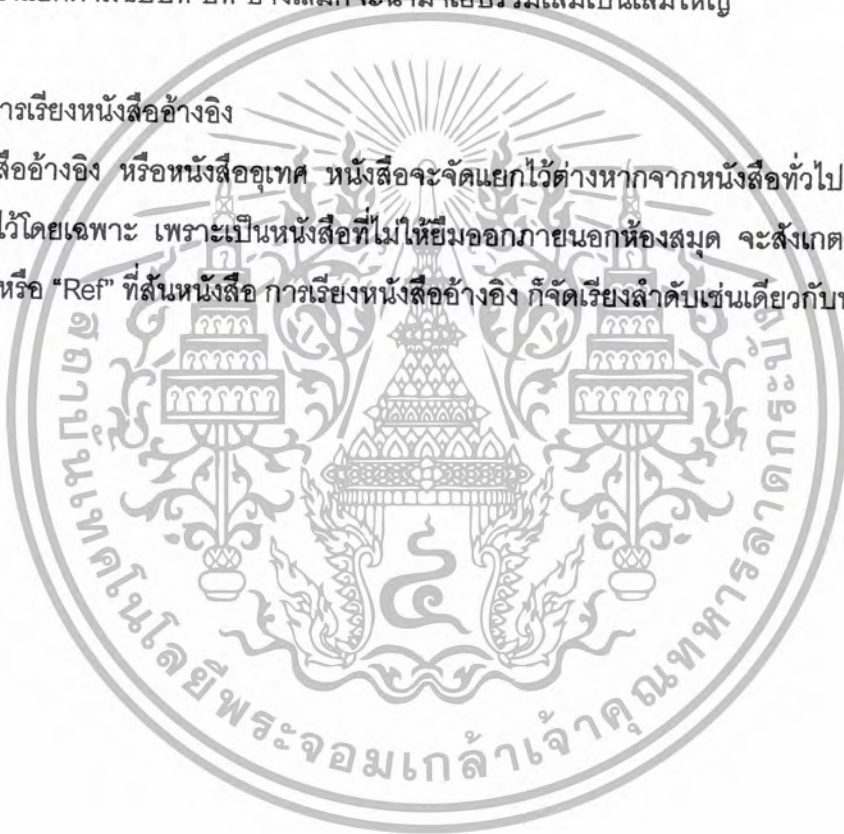 การเรียงหนังสืออ้างอิง
สืออ้างอิง หรือหนังสืออุเทศ หนังสือจะจัดแยกไว้ต่างหากจากหนังสือทั่วไป
ไว้โดยเฉพาะ เพราะเป็นหนังสือที่ไม่ให้ยืมออกภายนอกห้องสมุด จะสังเกต
หรือ "Ref" ที่สันหนังสือ การเรียงหนังสืออ้างอิง ก็จัดเรียงลำดับเช่นเดียวกับ
สถาบันเทคโนโลยีพระจอมเกล้าเจ้าคุณทหารลาดกระบัง